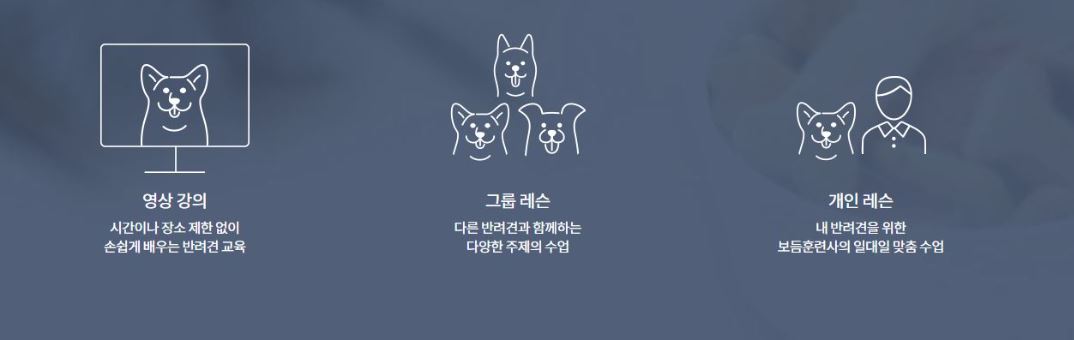 영상 강의
시간이나 장소 제한 없이
손쉽게 배우는 반려견 교육
그룹 레슨
다른 반려견과 함께하는
다양한 주제의 수업
개인 레슨
내 반려견을 위한
보듬훈련사의 일대일 맞춤 수업